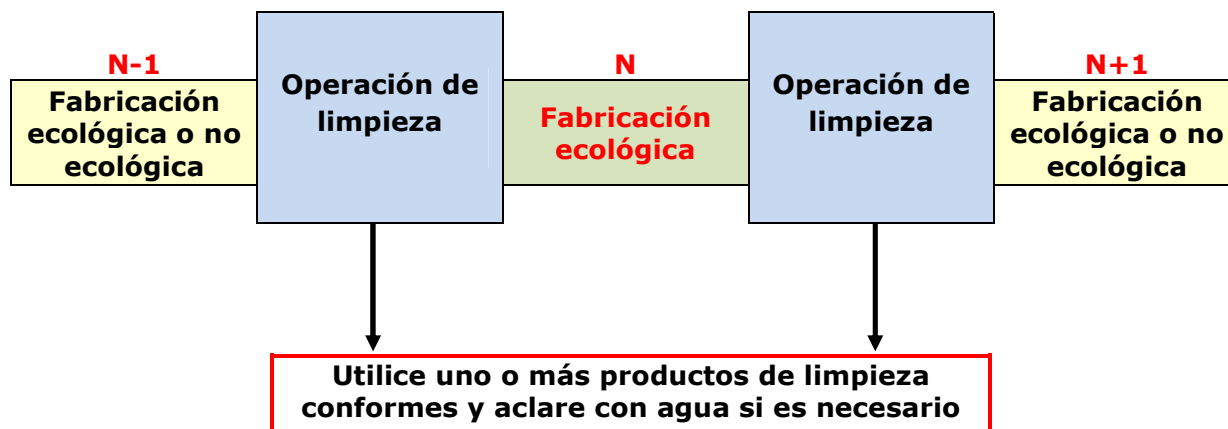 N-1
Fabricación
ecológica o no
ecológica
Operación de
limpieza
N
Fabricación
ecológica
Operación de
limpieza
N+1
Fabricación
ecológica o no
ecológica
Utilice uno o más productos de limpieza
conformes y aclare con agua si es necesario